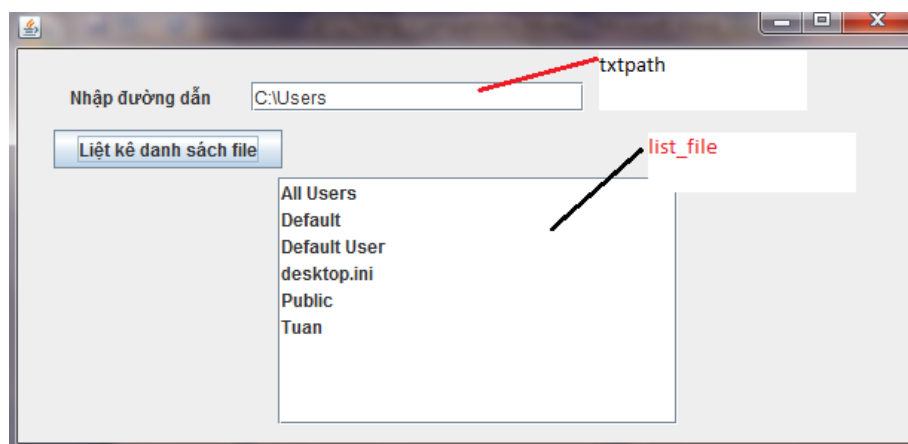 txtpath
Nhập đường dẫn
C:\Users
Liệt kê danh sách file
list_file
All Users
Default
Default User
desktop.ini
Public
Tuan